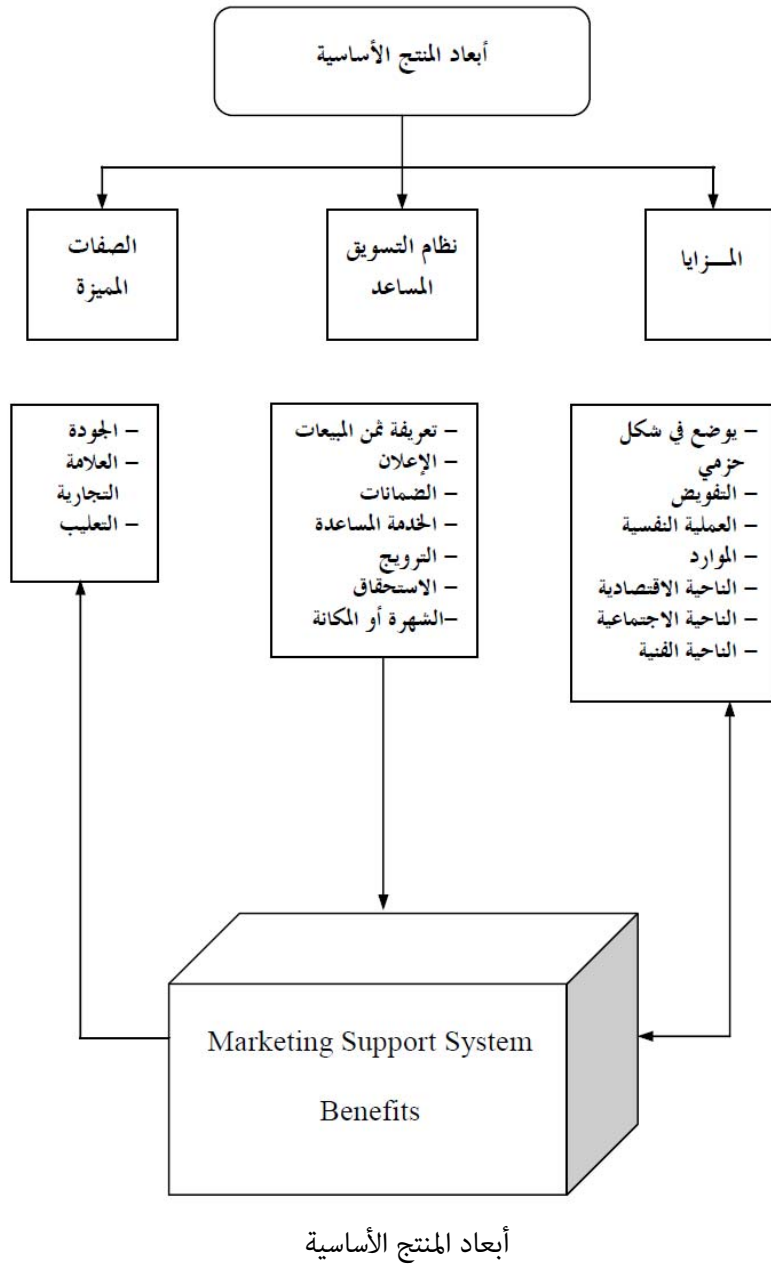 أبعاد المنتج الأساسية
المـــزايا
نظام التسويق
المساعد
الصفات
المميزة
– يوضع في شكل
حزمي
– التفويض
– العملية النفسية
– الموارد
– الناحية الاقتصادية
– الناحية الاجتماعية
– الناحية الفنية
– تعريفة ثمن المبيعات
– الإعلان
– الضمانات
– الخدمة المساعدة
– الترويج
– الاستحقاق
–الشهرة أو المكانة
– الجودة
– العلامة
التجارية
– التعليب
Marketing Support System
Benefits
أبعاد المنتج الأساسية